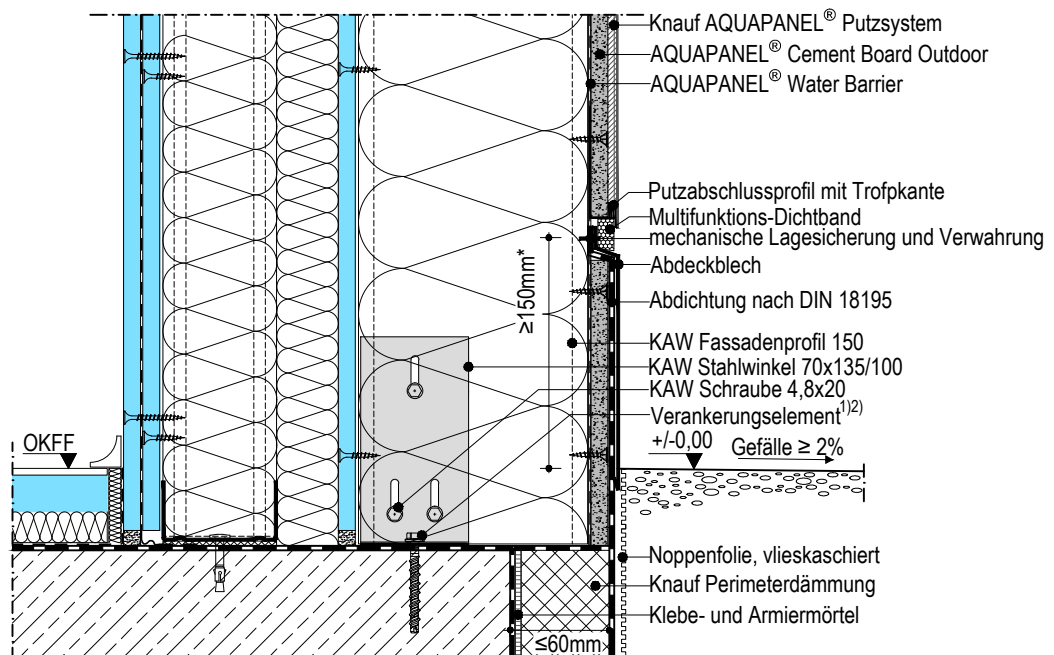 Knauf AQUAPANEL® Putzsystem
AQUAPANEL® Cement Board Outdoor
AQUAPANEL® Water Barrier
Putzabschlussprofil mit Trofpkante
Multifunktions-Dichtband
mechanische Lagesicherung und Verwahrung
Abdeckblech
≥150mm*
Abdichtung nach DIN 18195
KAW Fassadenprofil 150
KAW Stahlwinkel 70x135/100
KAW Schraube 4,8x20
Verankerungselement1)2)
OKFF
+/-0,00 Gefälle ≥ 2%
Noppenfolie, vlieskaschiert
Knauf Perimeterdämmung
Klebe- und Armiermörtel
≤60mm